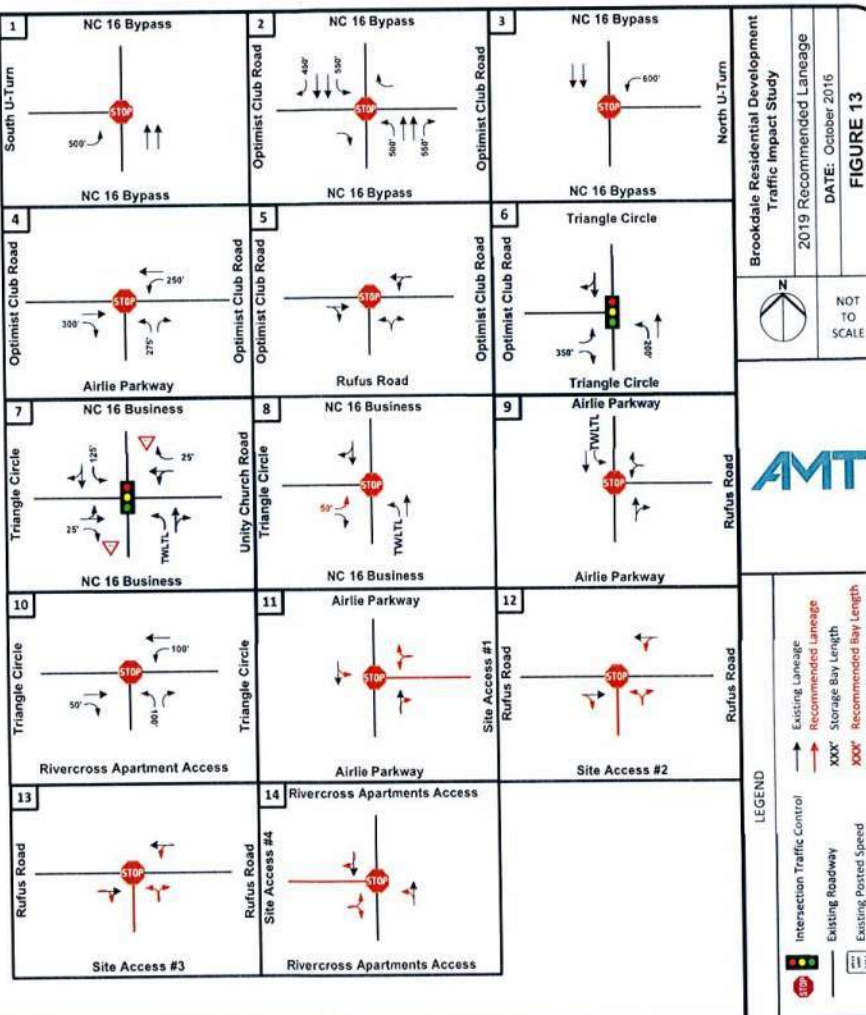 1
NC 16 Bypass
South U-Turn
STOP
500'
NC 16 Bypass
2
NC 16 Bypass
Optimist Club Road
450'
550'
STOP
500'
550'
Optimist Club Road
NC 16 Bypass
3
NC 16 Bypass
600'
STOP
North U-Turn
NC 16 Bypass
4
Optimist Club Road
250'
STOP
300'
275'
Optimist Club Road
Airlie Parkway
5
Optimist Club Road
STOP
Optimist Club Road
Rufus Road
6
Triangle Circle
Optimist Club Road
350'
200'
Triangle Circle
7
NC 16 Business
Triangle Circle
125'
25'
25'
TWLTL
Unity Church Road
NC 16 Business
8
NC 16 Business
Triangle Circle
STOP
50'
TWLTL
NC 16 Business
9
Airlie Parkway
TWLTL
STOP
Rufus Road
Airlie Parkway
10
Triangle Circle
100'
STOP
50'
100'
Triangle Circle
Rivercross Apartment Access
11
Airlie Parkway
STOP
Site Access #1
Airlie Parkway
12
Rufus Road
STOP
Rufus Road
Site Access #2
13
Rufus Road
STOP
Rufus Road
Site Access #3
14
Rivercross Apartments Access
Site Access #4
STOP
Rivercross Apartments Access
Brookdale Residential Development
Traffic Impact Study
2019 Recommended Laneage
DATE: October 2016
FIGURE 13
N
NOT
TO
SCALE
AMT
LEGEND
Intersection Traffic Control
STOP
Existing Roadway
Existing Posted Speed
Existing Laneage
Recommended Laneage
XXX' Storage Bay Length
XXX' Recommended Bay Length